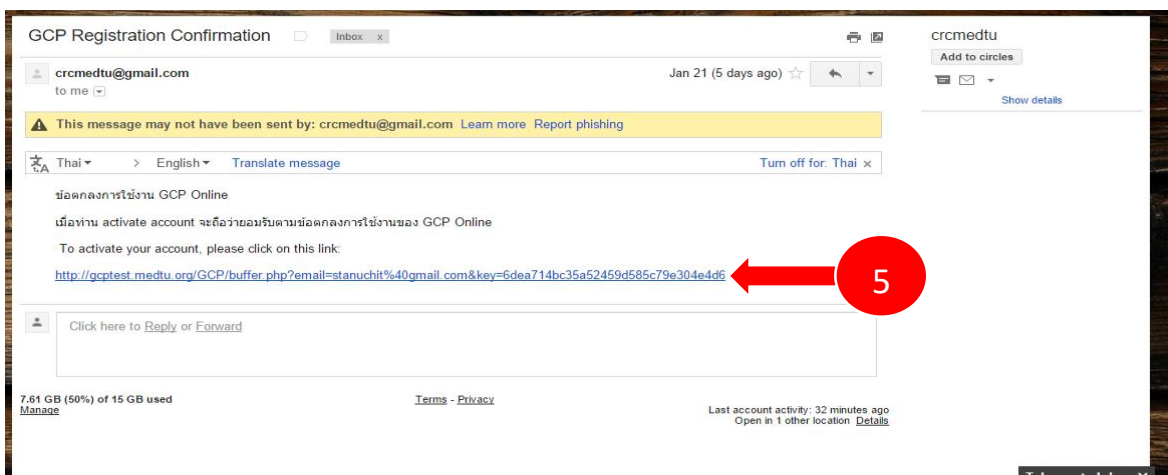 GCP Registration Confirmation
Inbox x
crcmedtu@gmail.com
Jan 21 (5 days ago)
to me
This message may not have been sent by: crcmedtu@gmail.com Learn more Report phishing
Thai > English Translate message Turn off for: Thai x
ข้อตกลงการใช้งาน GCP Online
เมื่อท่าน activate account จะถือว่ายอมรับตามข้อตกลงการใช้งานของ GCP Online
To activate your account, please click on this link:
http://gcptest.medtu.org/GCP/buffer.php?email=stanuchit%40gmail.com&key=6dea714bc35a52459d585c79e304e4d6
5
Click here to Reply or Forward
7.61 GB (50%) of 15 GB used
Manage
Terms - Privacy
Last account activity: 32 minutes ago
Open in 1 other location Details
crcmedtu
Add to circles
Show details